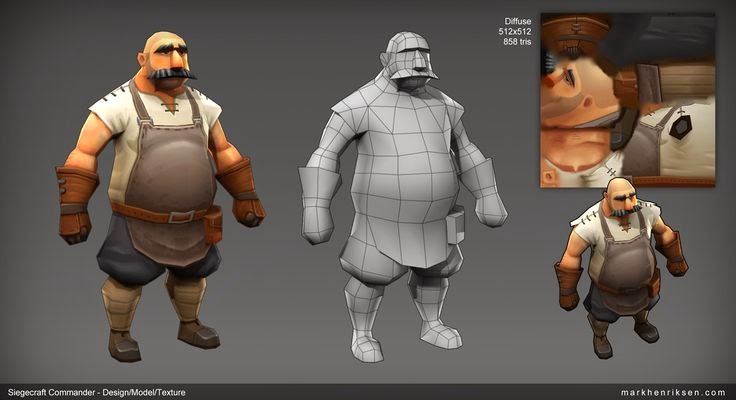 Diffuse
512x512
858 tris
Siegecraft Commander - Design/Model/Texture
markhenriksen.com